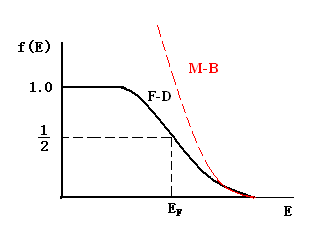 f(E)
M-B
1.0
F-D
1/2
E_F
E